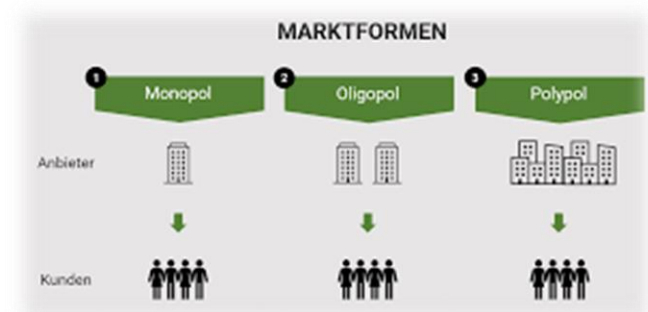 MARKTFORMEN
1 Monopol
2 Oligopol
3 Polypol
Anbieter
Kunden